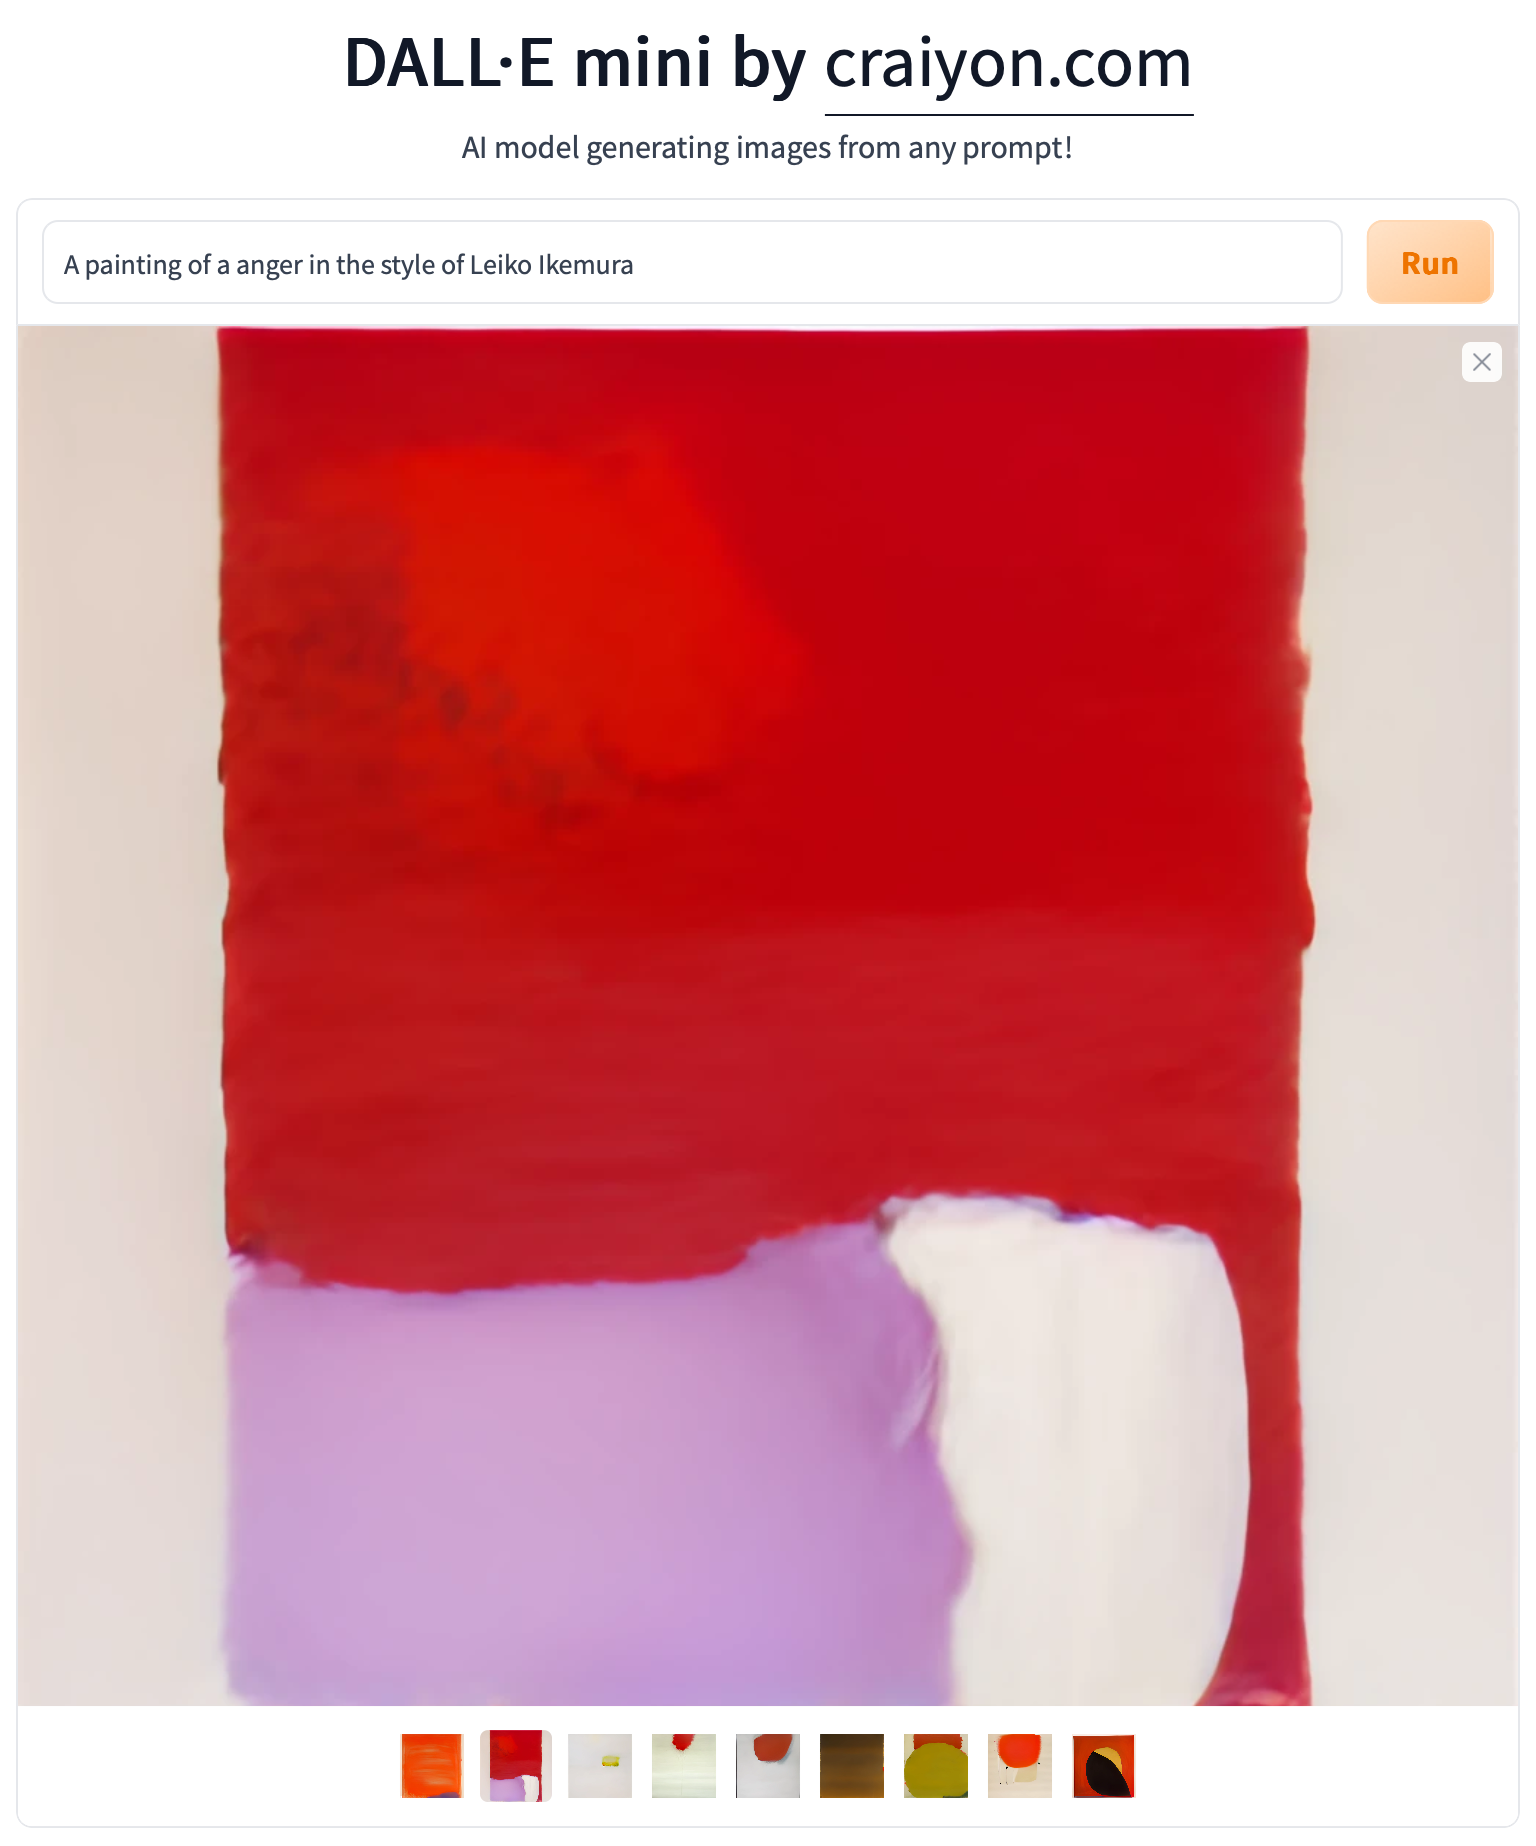 DALL·E mini by craiyon.com
AI model generating images from any prompt!
A painting of a anger in the style of Leiko Ikemura
Run